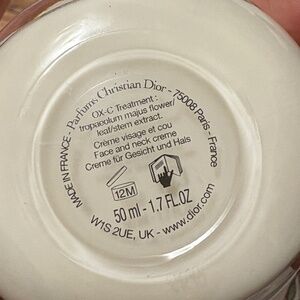 Parfums Christian Dior - 75008 Paris - France
MADE IN FRANCE -
OX-C Treatment :
tropaeolum majus flower/
leaf/stem extract.
Crème visage et cou
Face and neck creme
Creme für Gesicht und Hals
12M
50 ml - 1.7 FL.OZ
W1S 2UE, UK - www.dior.com